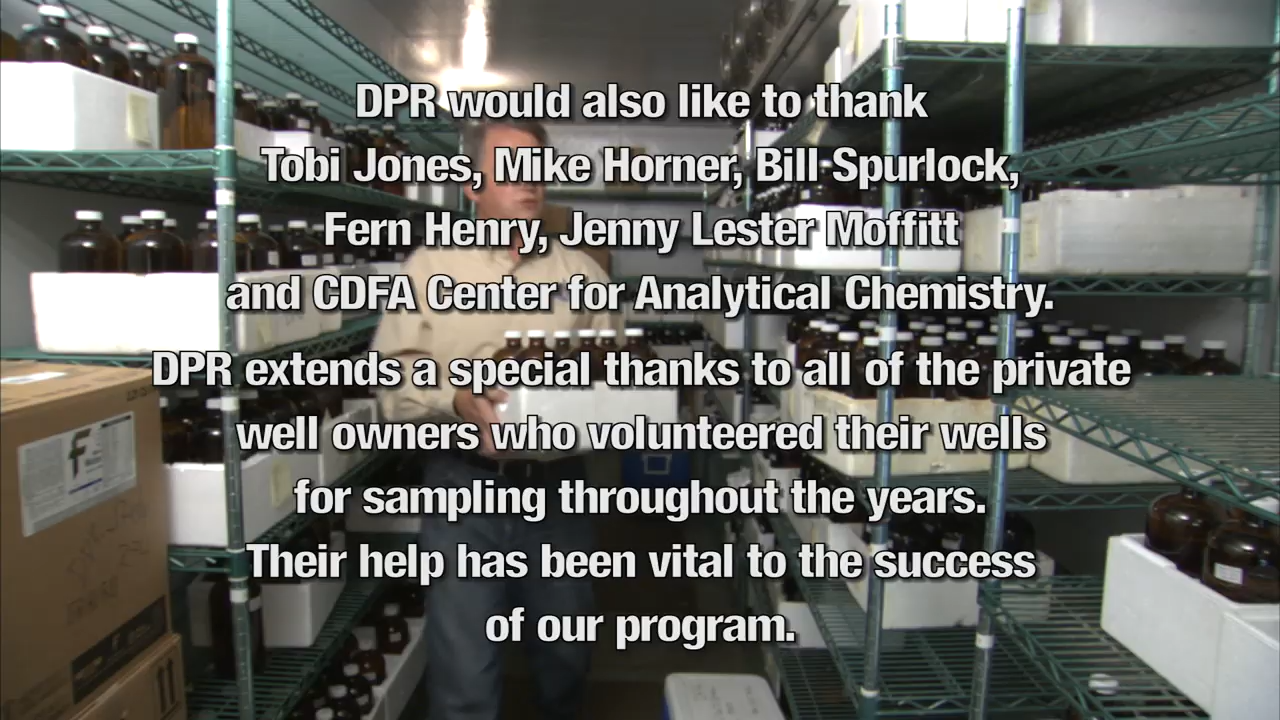 DPR would also like to thank
Tobi Jones, Mike Horner, Bill Spurlock,
Fern Henry, Jenny Lester Moffitt
and CDFA Center for Analytical Chemistry.
DPR extends a special thanks to all of the private
well owners who volunteered their wells
for sampling throughout the years.
Their help has been vital to the success
of our program.
F